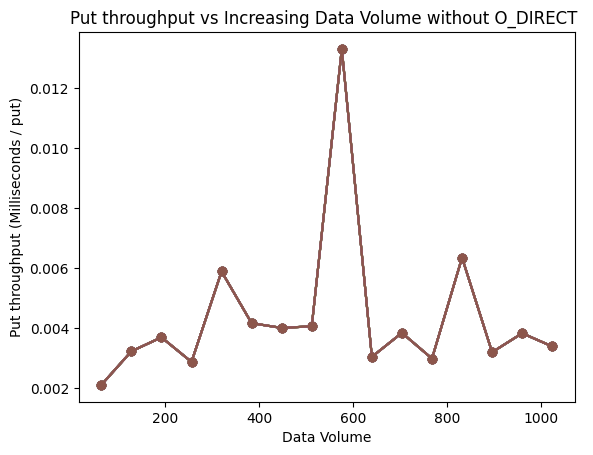 Put throughput vs Increasing Data Volume without O_DIRECT
Put throughput (Milliseconds / put)
0.012
0.010
0.008
0.006
0.004
0.002
200 400 600 800 1000
Data Volume